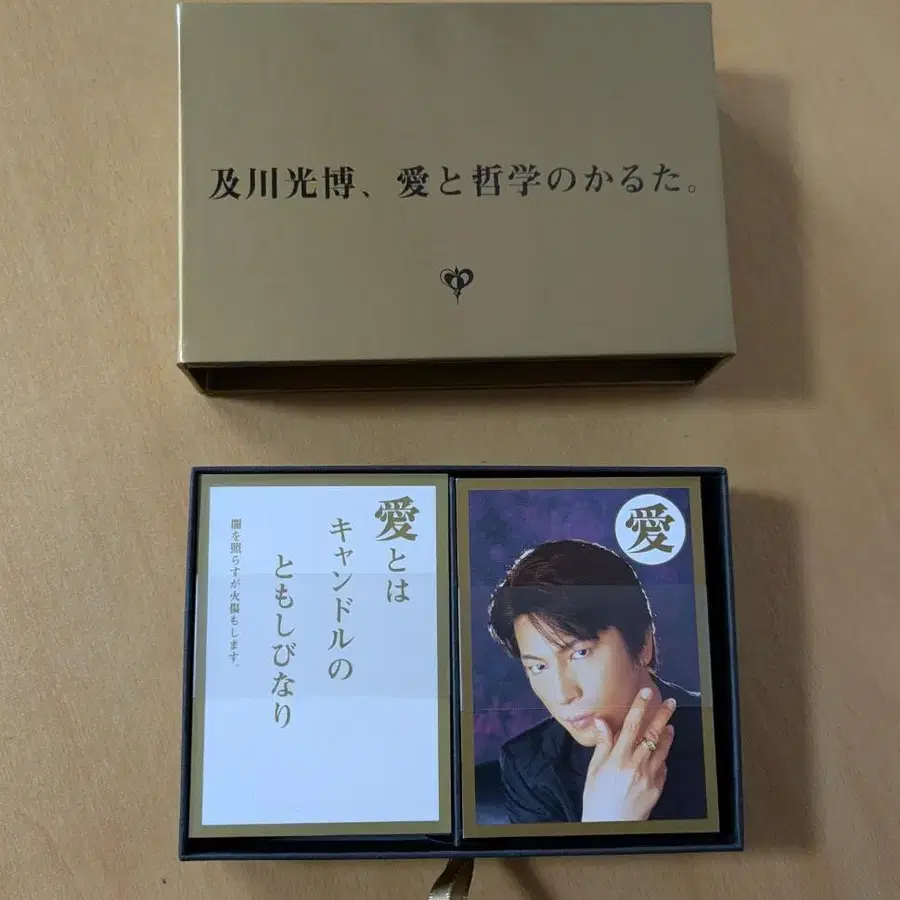 及川光博、愛と哲学のかるた。
愛とは
キャンドルの
ともしびなり
闇を照らすが火傷もします。
愛